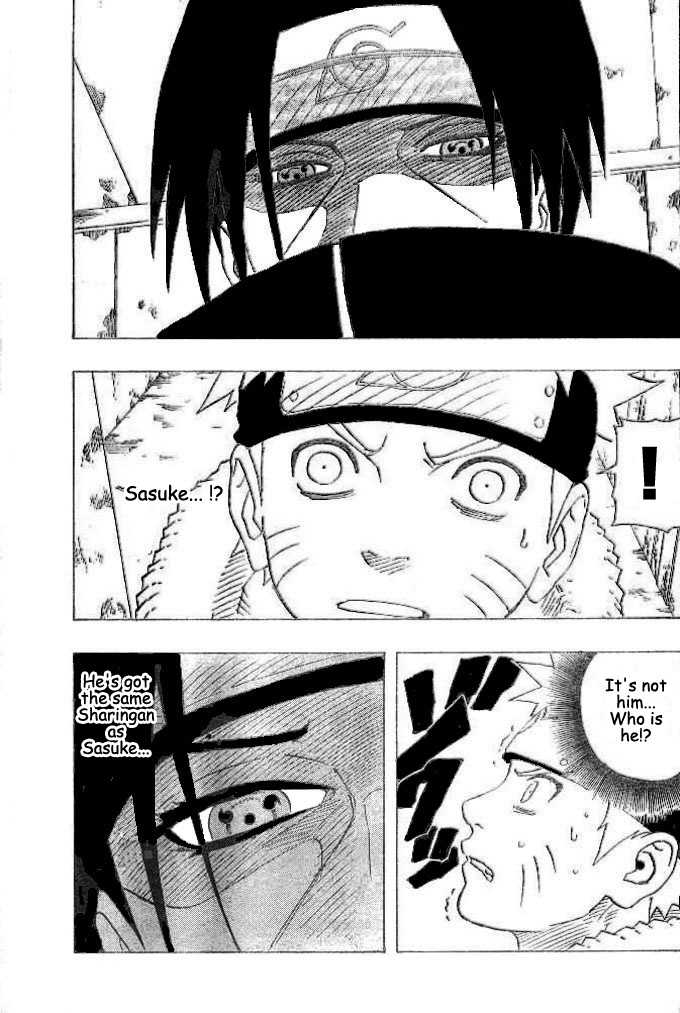 !
Sasuke... !?
It's not
him...
Who is
he!?
He's got
the same
Sharingan
as
Sasuke...